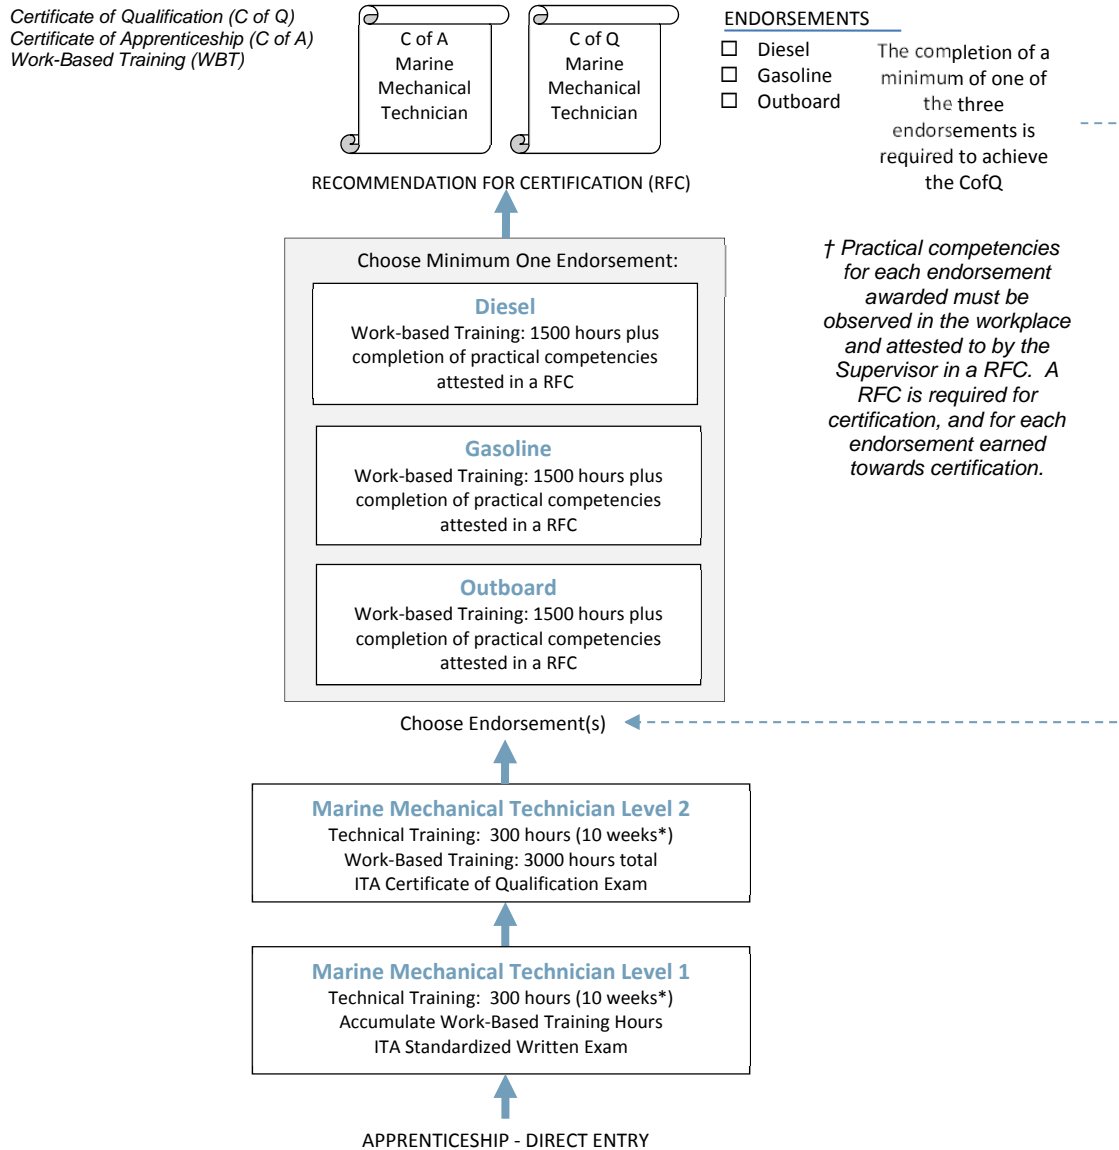 Certificate of Qualification (C of Q)
Certificate of Apprenticeship (C of A)
Work-Based Training (WBT)
C of A
Marine
Mechanical
Technician
C of Q
Marine
Mechanical
Technician
ENDORSEMENTS
Diesel
Gasoline
Outboard
The completion of a
minimum of one of
the three
endorsements is
required to achieve
the CofQ
RECOMMENDATION FOR CERTIFICATION (RFC)
Choose Minimum One Endorsement:
Diesel
Work-based Training: 1500 hours plus
completion of practical competencies
attested in a RFC
Gasoline
Work-based Training: 1500 hours plus
completion of practical competencies
attested in a RFC
Outboard
Work-based Training: 1500 hours plus
completion of practical competencies
attested in a RFC
† Practical competencies
for each endorsement
awarded must be
observed in the workplace
and attested to by the
Supervisor in a RFC. A
RFC is required for
certification, and for each
endorsement earned
towards certification.
Choose Endorsement(s)
Marine Mechanical Technician Level 2
Technical Training: 300 hours (10 weeks*)
Work-Based Training: 3000 hours total
ITA Certificate of Qualification Exam
Marine Mechanical Technician Level 1
Technical Training: 300 hours (10 weeks*)
Accumulate Work-Based Training Hours
ITA Standardized Written Exam
APPRENTICESHIP - DIRECT ENTRY